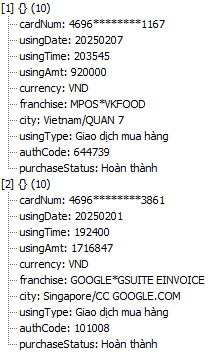 [1] {} (10)
cardNum: 4696********1167
usingDate: 20250207
usingTime: 203545
usingAmt: 920000
currency: VND
franchise: MPOS*VKFOOD
city: Vietnam/QUAN 7
usingType: Giao dịch mua hàng
authCode: 644739
purchaseStatus: Hoàn thành
[2] {} (10)
cardNum: 4696********3861
usingDate: 20250201
usingTime: 192400
usingAmt: 1716847
currency: VND
franchise: GOOGLE*GSUITE EINVOICE
city: Singapore/CC GOOGLE.COM
usingType: Giao dịch mua hàng
authCode: 101008
purchaseStatus: Hoàn thành